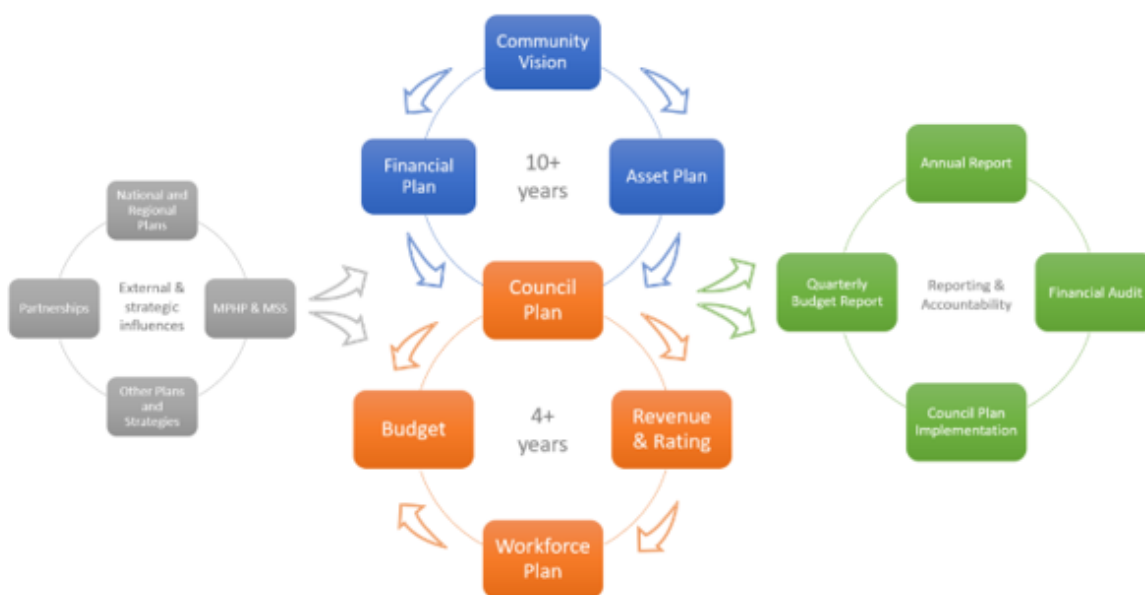 Community
Vision
Financial
Plan
10+
years
Asset Plan
Council
Plan
National and
Regional
Plans
Partnerships
External &
strategic
influences
MPHP & MSS
Other Plans
and
Strategies
Budget
4+
years
Revenue
& Rating
Workforce
Plan
Annual Report
Quarterly
Budget Report
Reporting &
Accountability
Financial Audit
Council Plan
Implementation